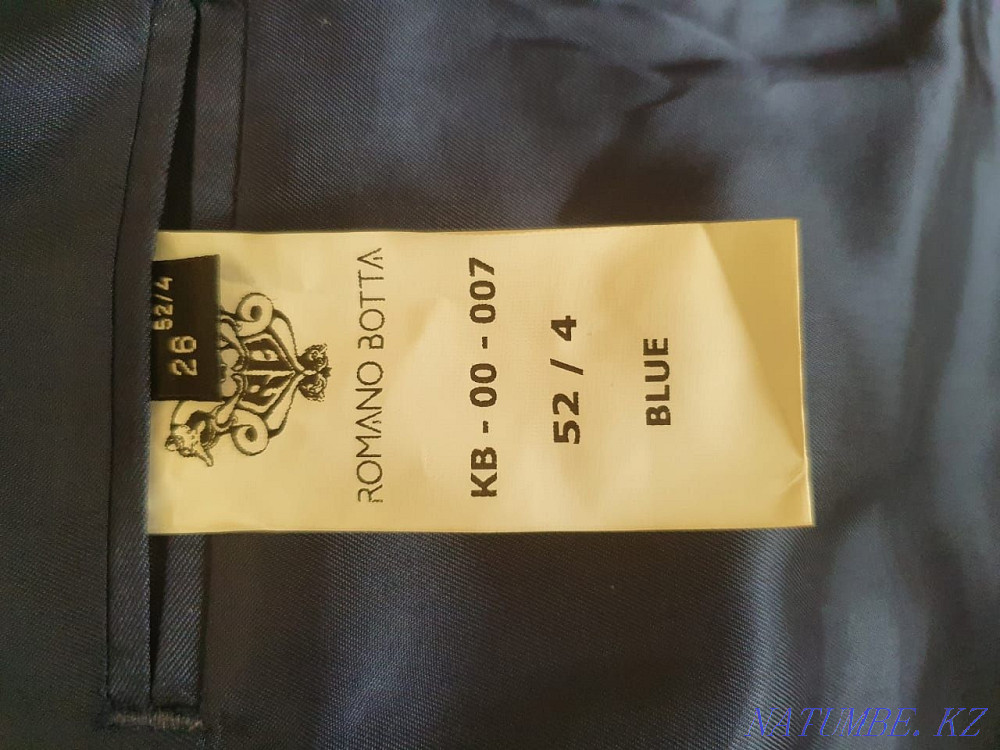 26
52/4
ROMANO BOTTA
KB - 00 - 007
52 / 4
BLUE
NATUMBE. KZ